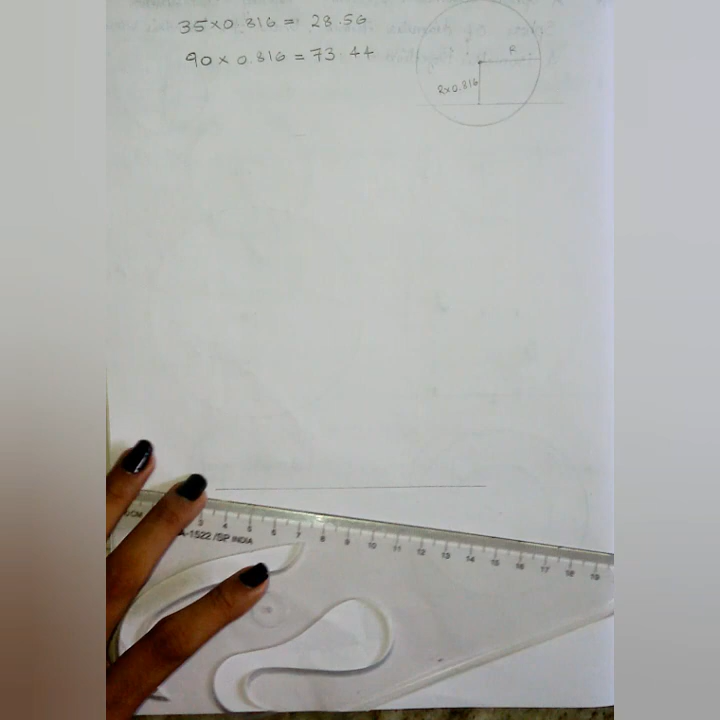 35×0.816 = 28.56
90 × 0.816 = 73.44
R
R×0.816
CM
A-1522 /SP INDIA
3 4 5 6 7 8 9 10 11 12 13 14 15 16 17 18 19